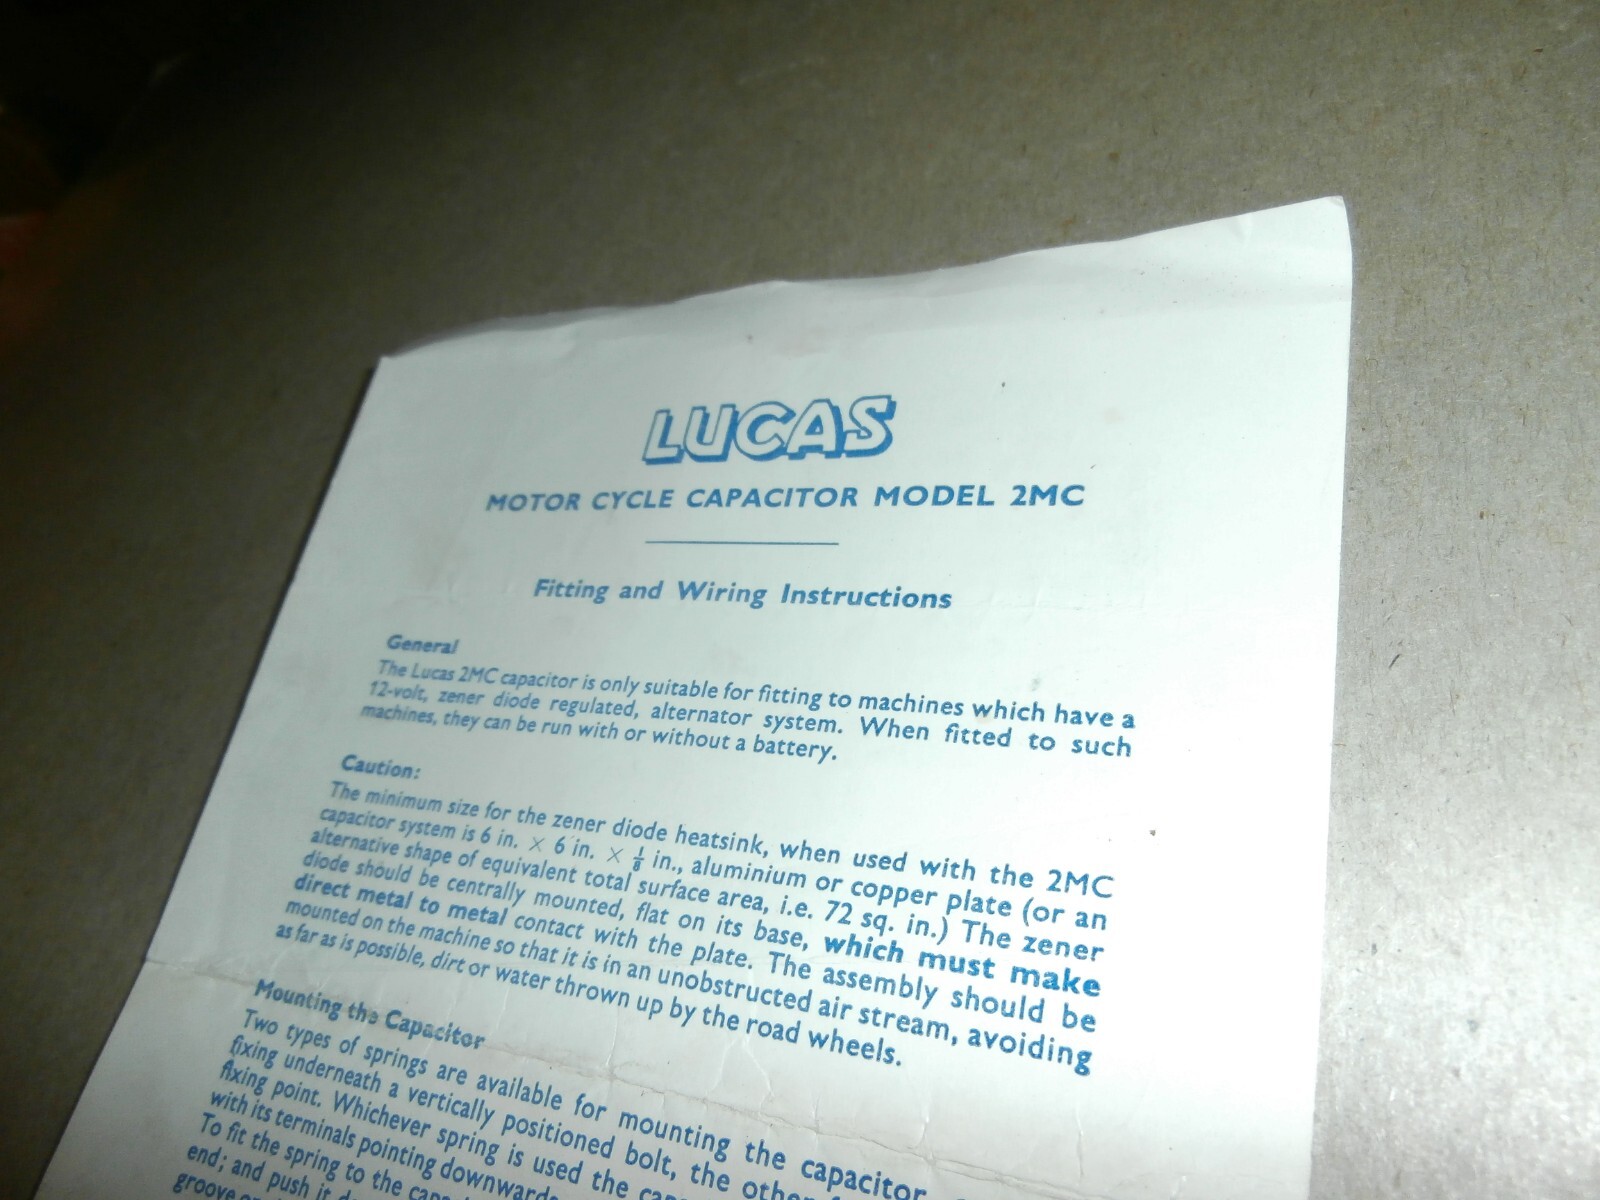 LUCAS
MOTOR CYCLE CAPACITOR MODEL 2MC
Fitting and Wiring Instructions
General
The Lucas 2MC capacitor is only suitable for fitting to machines which have a
12-volt, zener diode regulated, alternator system. When fitted to such
machines, they can be run with or without a battery.
Caution:
The minimum size for the zener diode heatsink, when used with the 2MC
capacitor system is 6 in. × 6 in. × 1/8 in., aluminium or copper plate (or an
alternative shape of equivalent total surface area, i.e. 72 sq. in.) The zener
diode should be centrally mounted, flat on its base, which must make
direct metal to metal contact with the plate. The assembly should be
mounted on the machine so that it is in an unobstructed air stream, avoiding
as far as is possible, dirt or water thrown up by the road wheels.
Mounting the Capacitor
Two types of springs are available for mounting the capacitor
fixing underneath a vertically positioned bolt, the other
fixing point. Whichever spring is used the
with its terminals pointing downwards
To fit the spring to the
end; and push it
groove